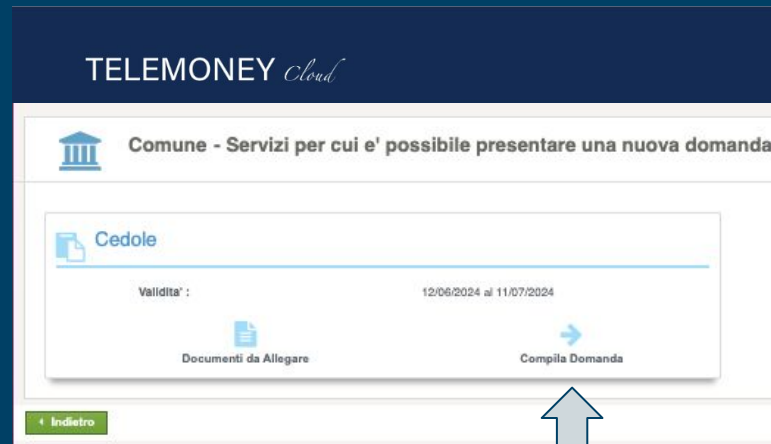 TELEMONEY Cloud
Comune - Servizi per cui e' possibile presentare una nuova domanda
Cedole
Validita' : 12/06/2024 al 11/07/2024
Documenti da Allegare Compila Domanda
Indietro